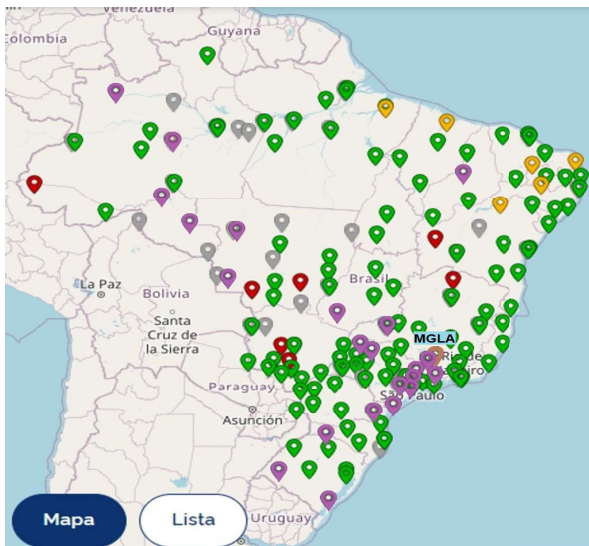 Venezuela
Colombia
Guyana
La Paz
Bolivia
Brasil
Santa
Cruz de
la Sierra
MGLA
Rio de
Janeiro
Paraguay
São Paulo
Asunción
Mapa
Lista
Uruguay